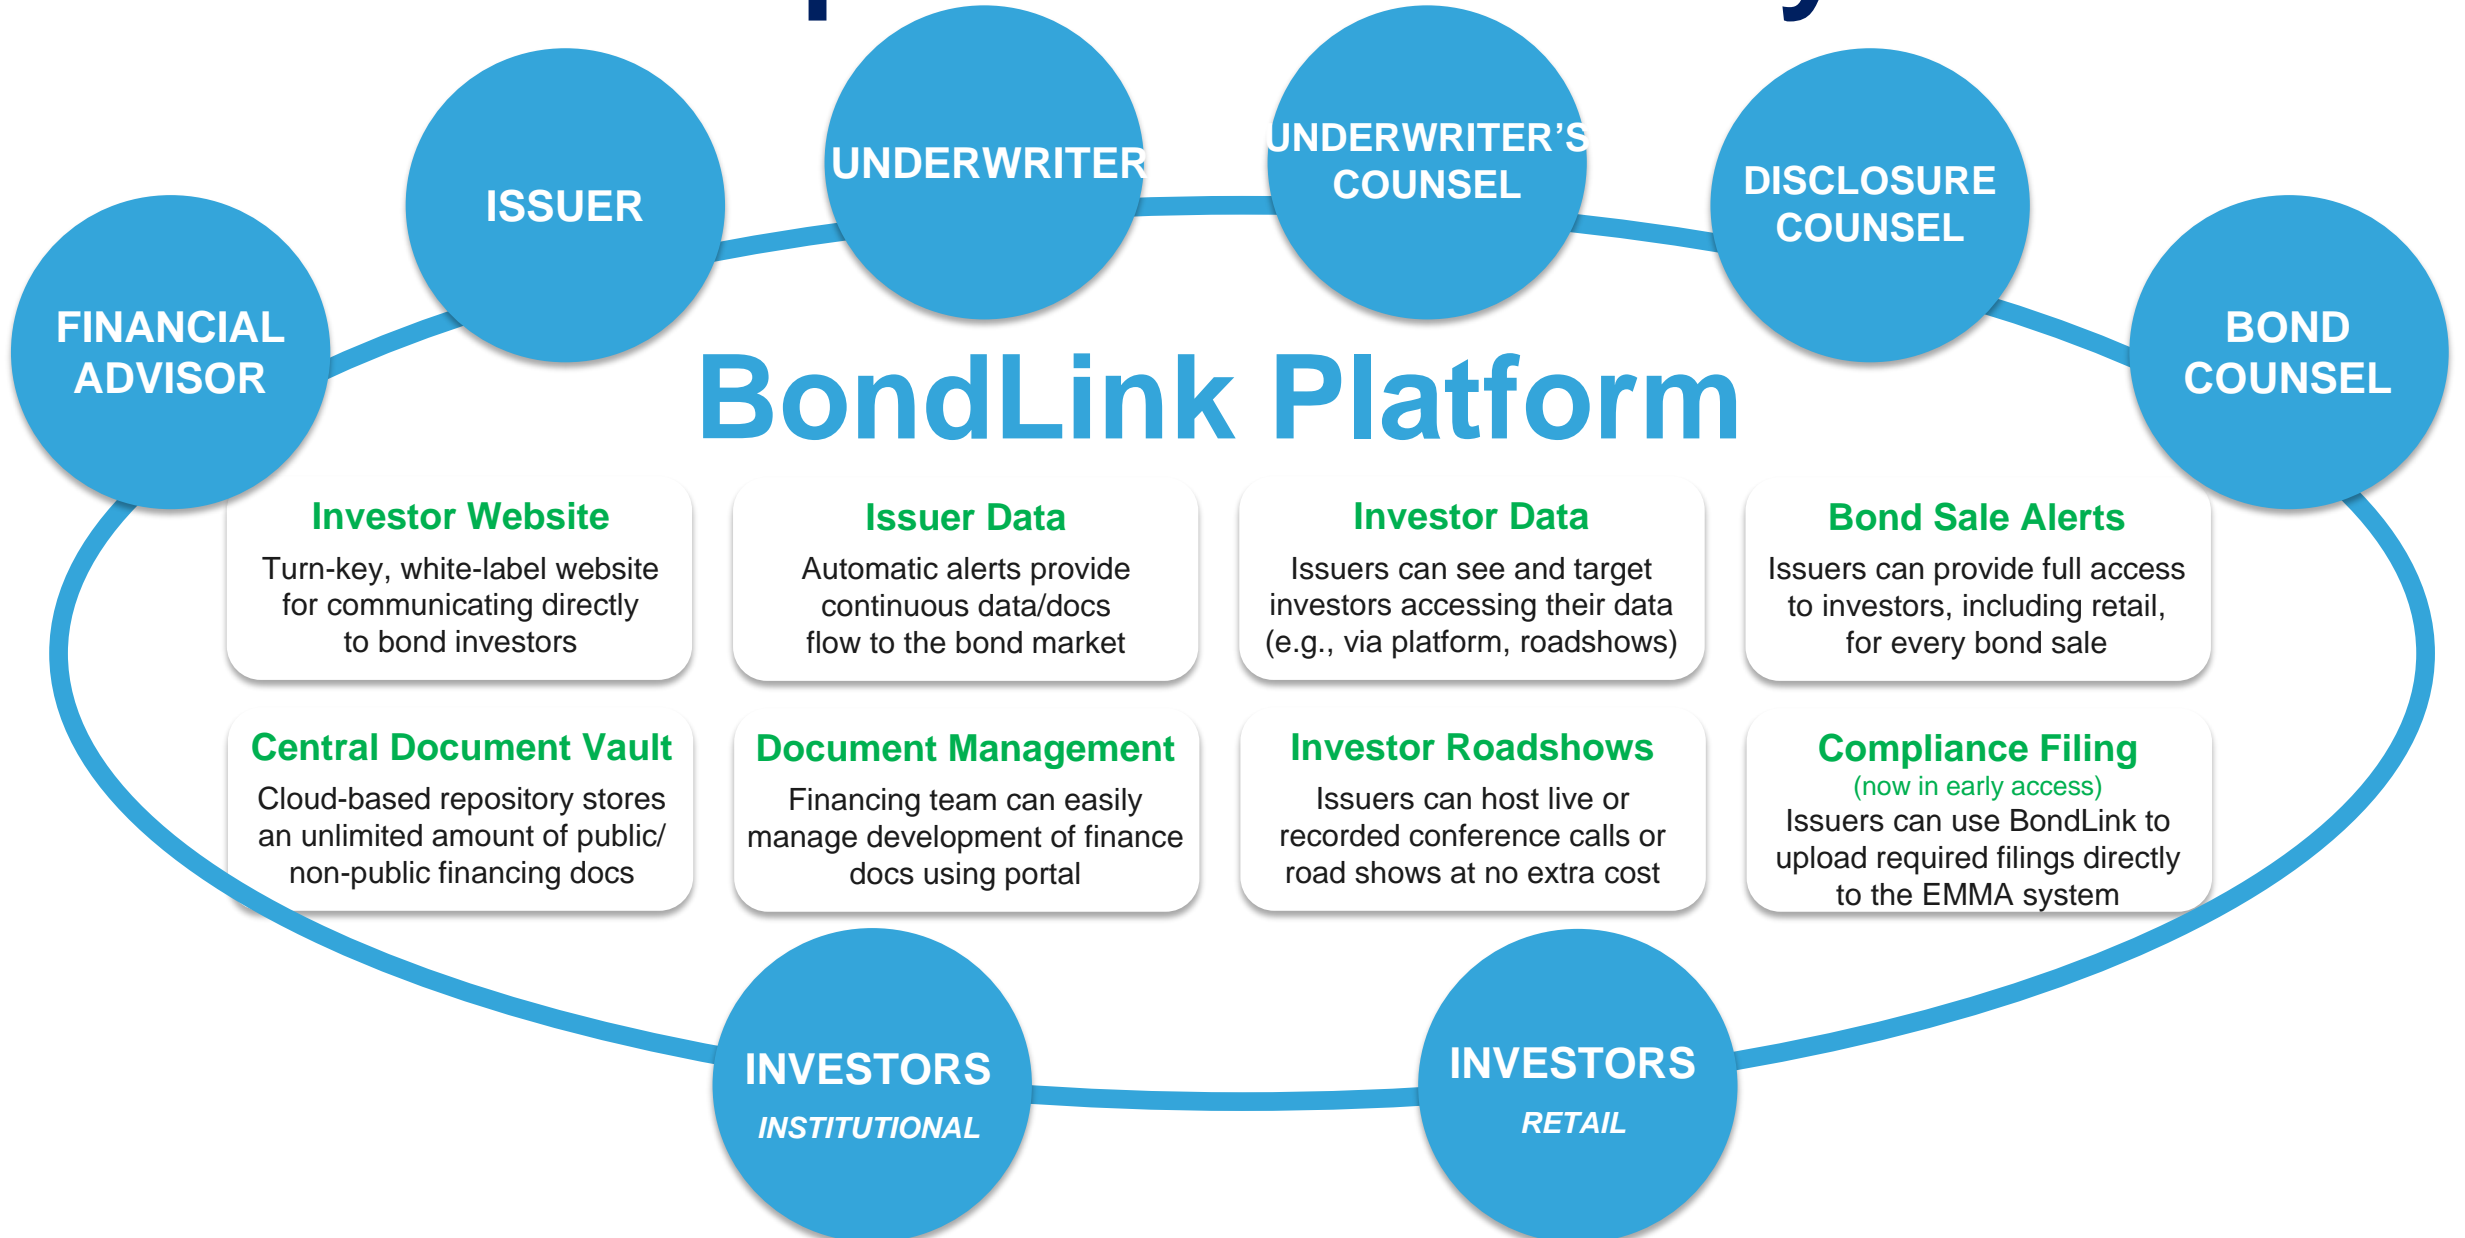 FINANCIAL
ADVISOR
ISSUER
UNDERWRITER
UNDERWRITER'S
COUNSEL
DISCLOSURE
COUNSEL
BOND
COUNSEL
BondLink Platform
Investor Website
Turn-key, white-label website
for communicating directly
to bond investors
Issuer Data
Automatic alerts provide
continuous data/docs
flow to the bond market
Investor Data
Issuers can see and target
investors accessing their data
(e.g., via platform, roadshows)
Bond Sale Alerts
Issuers can provide full access
to investors, including retail,
for every bond sale
Central Document Vault
Cloud-based repository stores
an unlimited amount of public/
non-public financing docs
Document Management
Financing team can easily
manage development of finance
docs using portal
Investor Roadshows
Issuers can host live or
recorded conference calls or
road shows at no extra cost
Compliance Filing
(now in early access)
Issuers can use BondLink to
upload required filings directly
to the EMMA system
INVESTORS
INSTITUTIONAL
INVESTORS
RETAIL